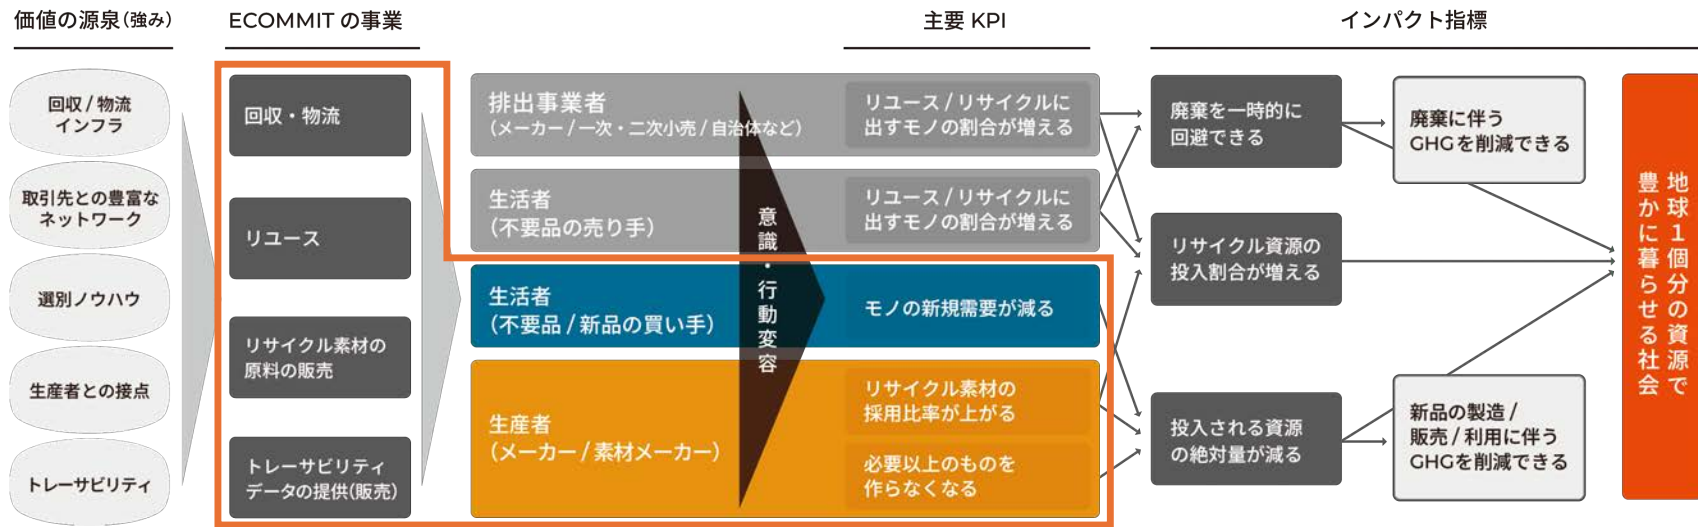 価値の源泉(強み)
ECOMMIT の事業
主要 KPI
インパクト指標
回収 / 物流
インフラ
取引先との豊富な
ネットワーク
選別ノウハウ
生産者との接点
トレーサビリティ
回収・物流
リユース
リサイクル素材の
原料の販売
トレーサビリティ
データの提供(販売)
排出事業者
(メーカー / 一次・二次小売 / 自治体など)
生活者
(不要品の売り手)
生活者
(不要品 / 新品の買い手)
生産者
(メーカー / 素材メーカー)
意識・行動変容
リユース / リサイクルに
出すモノの割合が増える
リユース / リサイクルに
出すモノの割合が増える
モノの新規需要が減る
リサイクル素材の
採用比率が上がる
必要以上のものを
作らなくなる
廃棄を一時的に
回避できる
リサイクル資源の
投入割合が増える
投入される資源
の絶対量が減る
廃棄に伴う
GHGを削減できる
新品の製造 /
販売 / 利用に伴う
GHGを削減できる
地球1個分の資源で
豊かに暮らせる社会